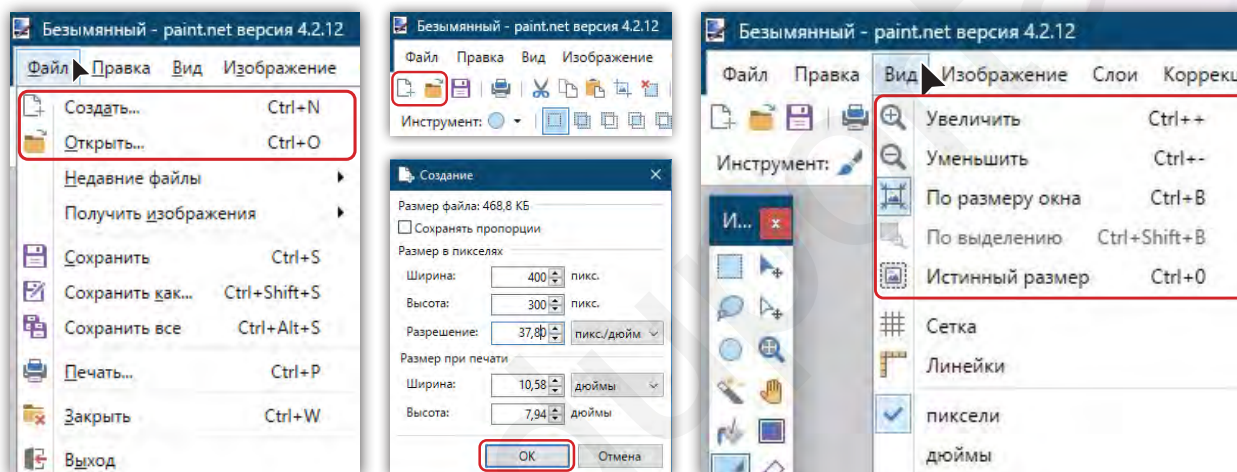 Безымянный - paint.net версия 4.2.12
Файл Правка Вид Изображение
Создать... Ctrl+N
Открыть... Ctrl+O
Недавние файлы
Получить изображения
Сохранить Ctrl+S
Сохранить как... Ctrl+Shift+S
Сохранить все Ctrl+Alt+S
Печать... Ctrl+P
Закрыть Ctrl+W
Выход
Безымянный - paint.net версия 4.2.12
Файл Правка Вид Изображение
Инструмент:
Создание
Размер файла: 468,8 КБ
Сохранять пропорции
Размер в пикселях
Ширина: 400 пикс.
Высота: 300 пикс.
Разрешение: 37,80 пикс./дюйм
Размер при печати
Ширина: 10,58 дюймы
Высота: 7,94 дюймы
OK Отмена
Безымянный - paint.net версия 4.2.12
Файл Правка Вид Изображение Слои Коррекц
Инструмент:
И...
Увеличить Ctrl++
Уменьшить Ctrl+-
По размеру окна Ctrl+B
По выделению Ctrl+Shift+B
Истинный размер Ctrl+0
Сетка
Линейки
пиксели
дюймы